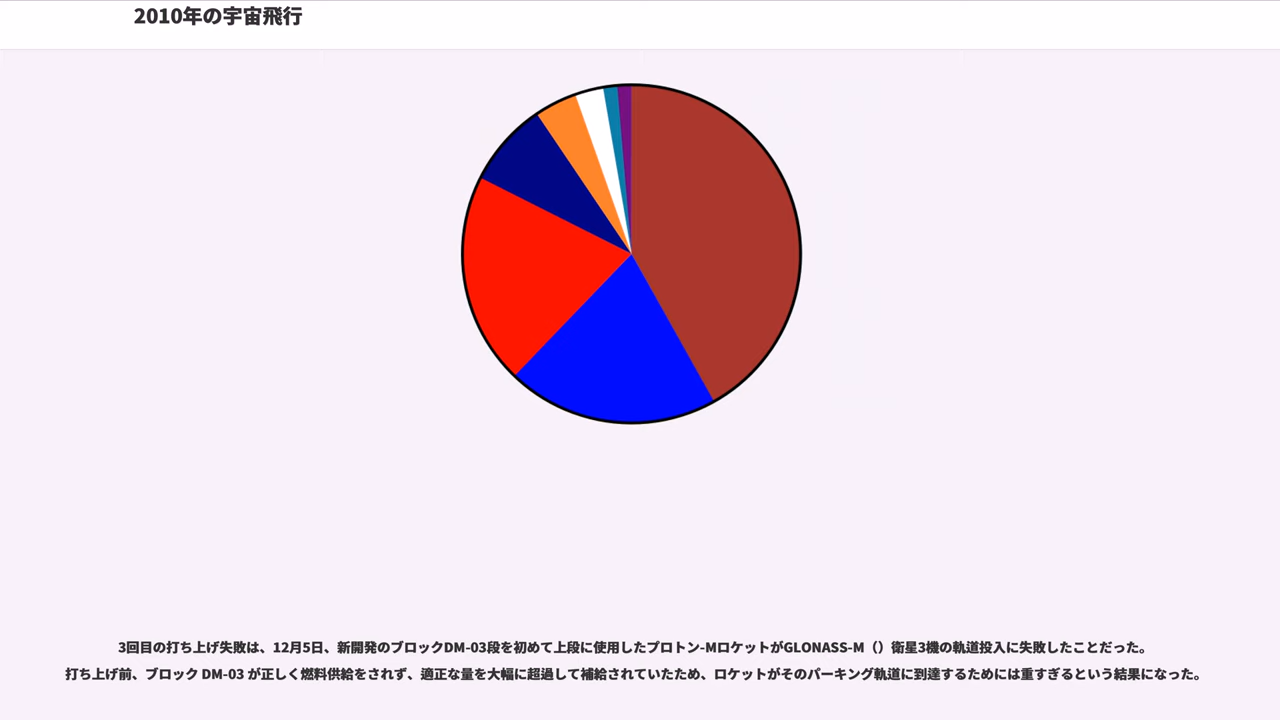 2010年の宇宙飛行
3回目の打ち上げ失敗は、12月5日、新開発のブロックDM-03段を初めて上段に使用したプロトン-MロケットがGLONASS-M（）衛星3機の軌道投入に失敗したことだった。
打ち上げ前、ブロック DM-03 が正しく燃料供給をされず、適正な量を大幅に超過して補給されていたため、ロケットがそのパーキング軌道に到達するためには重すぎるという結果になった。